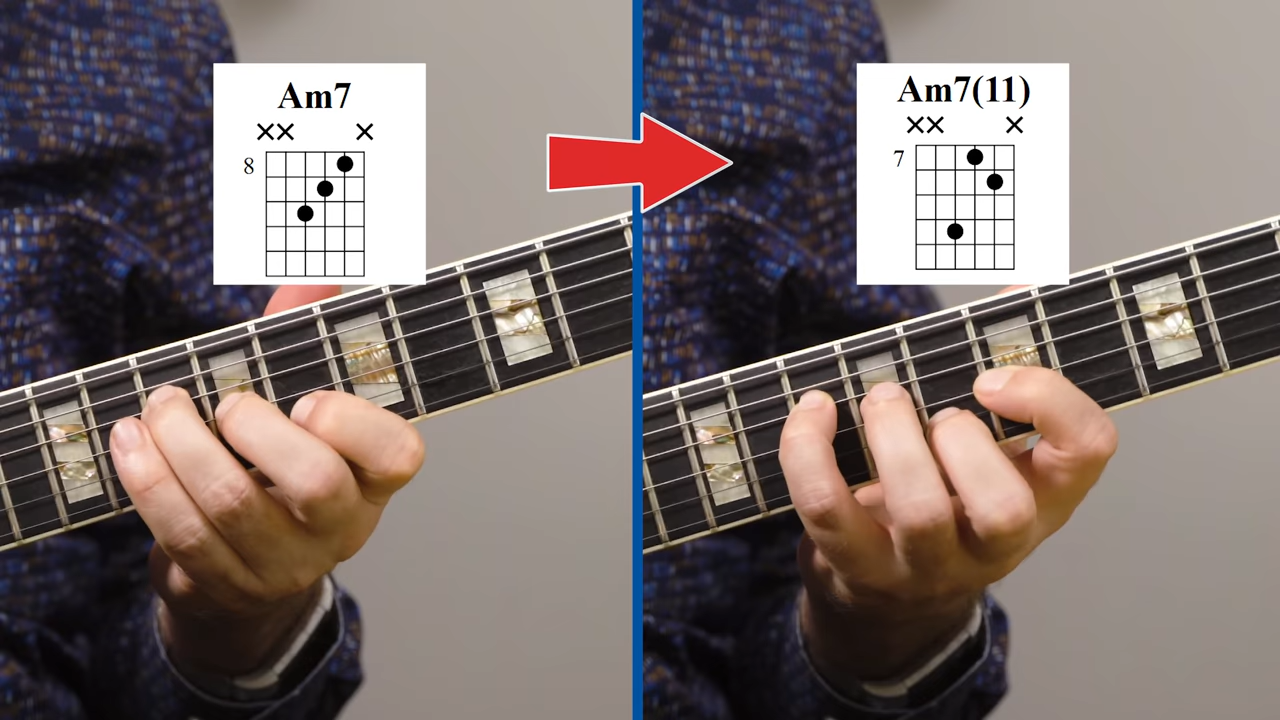 Am7
×× ×
8
Am7(11)
×× ×
7